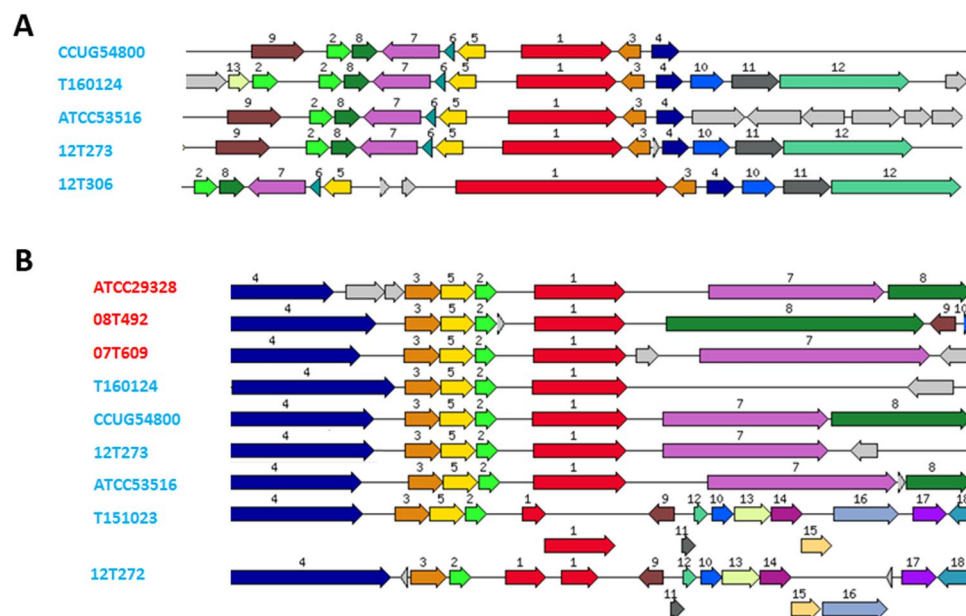 A
CCUG54800 9 2 8 7 6 5 1 3 4
T160124 13 2 2 8 7 6 5 1 3 4 10 11 12
ATCC53516 9 2 8 7 6 5 1 3 4
12T273 9 2 8 7 6 5 1 3 4 10 11 12
12T306 2 8 7 6 5 1 3 4 10 11 12
B
ATCC29328 4 3 5 2 1 7 8
08T492 4 3 5 2 1 8 9 10
07T609 4 3 5 2 1 7
T160124 4 3 5 2 1
CCUG54800 4 3 5 2 1 7 8
12T273 4 3 5 2 1 7
ATCC53516 4 3 5 2 1 7 8
T151023 4 3 5 2 1 9 12 10 13 14 16 17 18
11 15
12T272 4 3 2 1 1 9 12 10 13 14 17 18
11 15 16